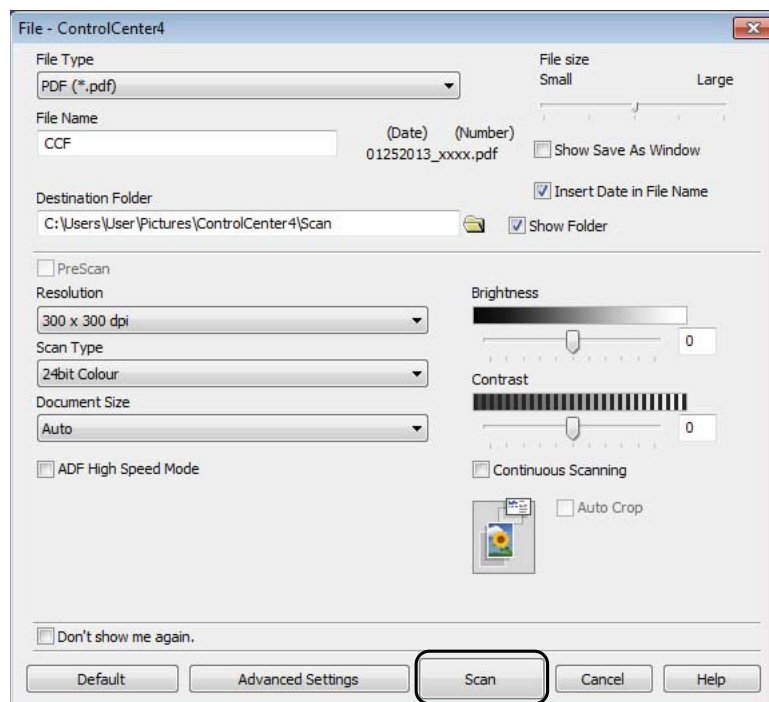 File - ControlCenter4
File Type
PDF (*.pdf)
File size
Small Large
File Name
CCF
(Date) (Number)
01252013_xxxx.pdf
Show Save As Window
Insert Date in File Name
Destination Folder
C:\Users\User\Pictures\ControlCenter4\Scan
Show Folder
PreScan
Resolution
300 x 300 dpi
Scan Type
24bit Colour
Document Size
Auto
ADF High Speed Mode
Brightness
0
Contrast
0
Continuous Scanning
Auto Crop
Don't show me again.
Default Advanced Settings Scan Cancel Help